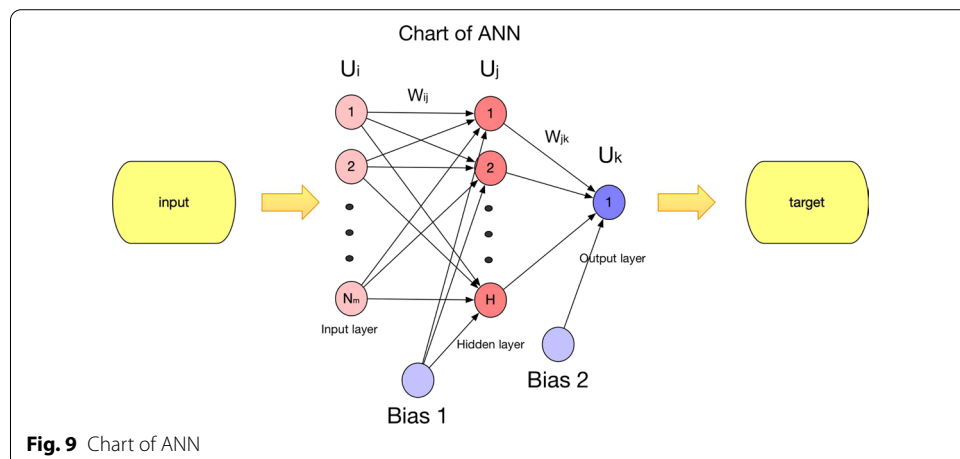 Chart of ANN
Ui
Uj
Wij
1
1
Wjk
2
2
Uk
input
1
target
Output layer
Nm
H
Input layer
Hidden layer
Bias 1
Bias 2
Fig. 9 Chart of ANN